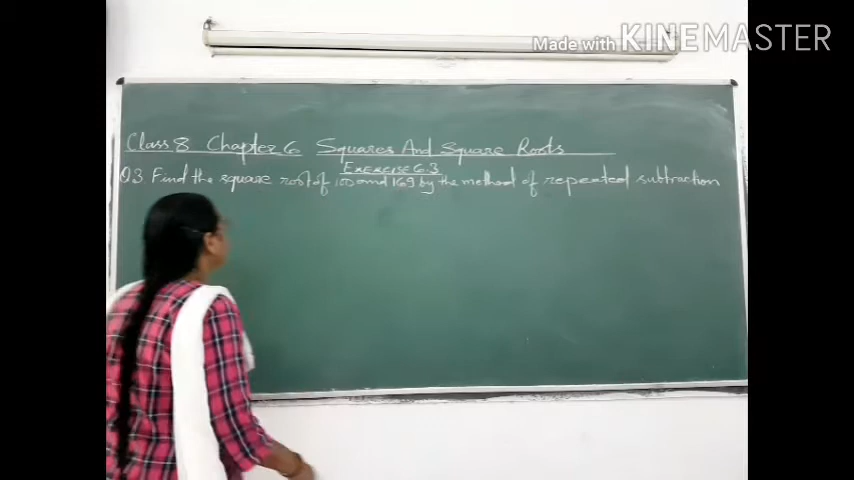 Made with KINEMASTER
Class 8 Chapter 6 Squares And Square Roots
EXERCISE 6.3
Q3 Find the square root of 100 and 169 by the method of repeated subtraction